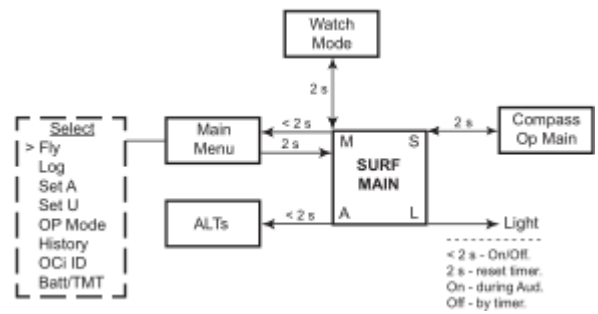 Watch
Mode
2 s
Select
> Fly
Log
Set A
Set U
OP Mode
History
OCi ID
Batt/TMT
Main
Menu
< 2 s
2 s
M
S
SURF
MAIN
A
L
2 s
Compass
Op Main
ALTs
< 2 s
Light
< 2 s - On/Off.
2 s - reset timer.
On - during Aud.
Off - by timer.